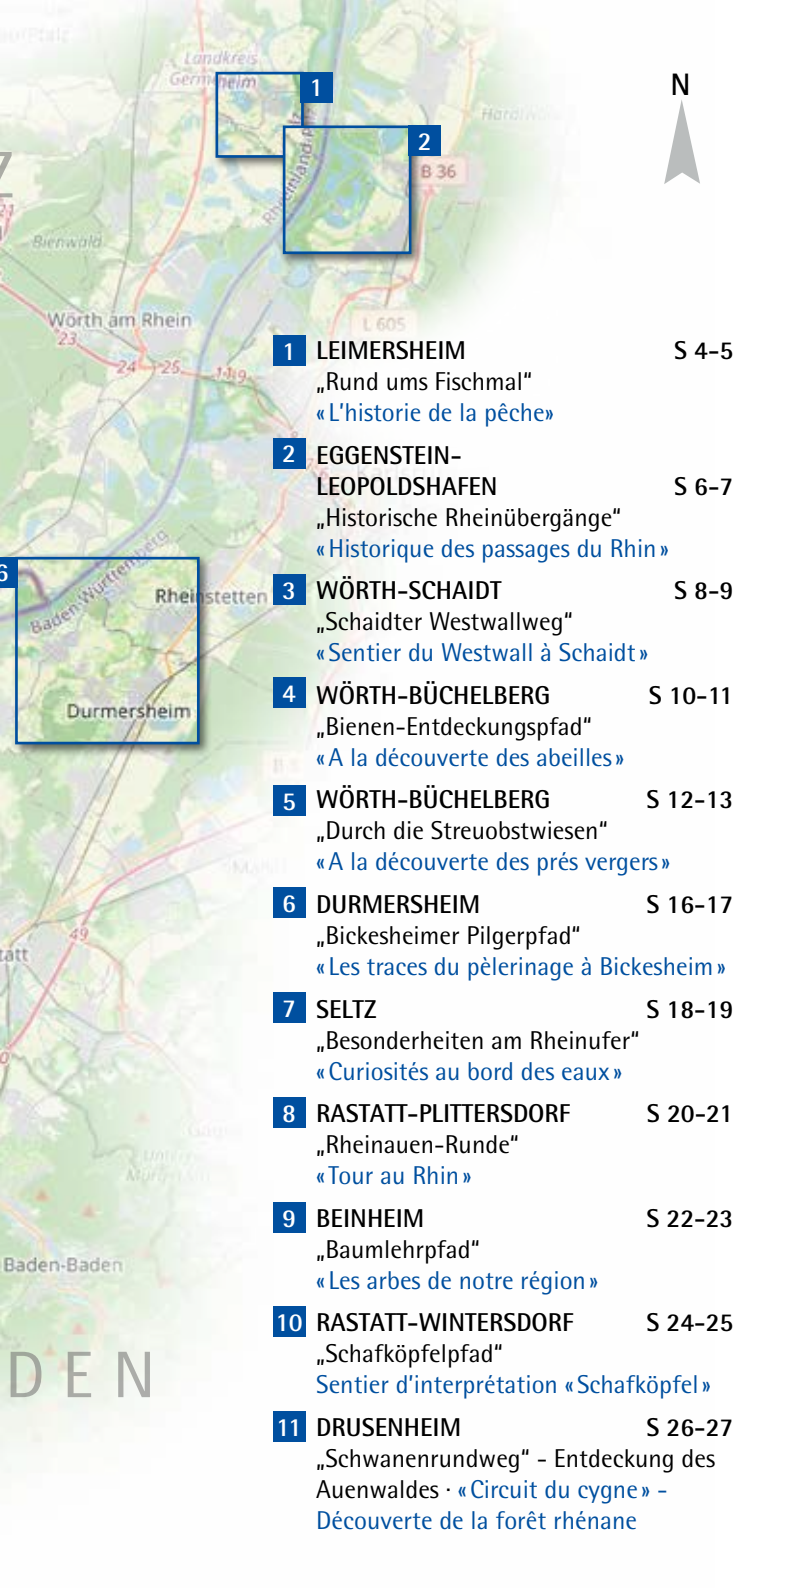 Landkreis
Germersheim
1
N
Hardtwald
2
Rheinland-Pfalz
B 36
Z
21
Bienwald
Wörth am Rhein
23
24
25
L 605
1 LEIMERSHEIM S 4-5
„Rund ums Fischmal“
«L'historie de la pêche»
2 EGGENSTEIN-
LEOPOLDSHAFEN S 6-7
„Historische Rheinübergänge“
«Historique des passages du Rhin»
6
Baden-Württemberg
Rheinstetten
3 WÖRTH-SCHAIDT S 8-9
„Schaidter Westwallweg“
«Sentier du Westwall à Schaidt»
Durmersheim
4 WÖRTH-BÜCHELBERG S 10-11
„Bienen-Entdeckungspfad“
«A la découverte des abeilles»
5 WÖRTH-BÜCHELBERG S 12-13
„Durch die Streuobstwiesen“
«A la découverte des prés vergers»
6 DURMERSHEIM S 16-17
„Bickesheimer Pilgerpfad“
«Les traces du pèlerinage à Bickesheim»
49
tatt
7 SELTZ S 18-19
„Besonderheiten am Rheinufer“
«Curiosités au bord des eaux»
8 RASTATT-PLITTERSDORF S 20-21
„Rheinauen-Runde“
«Tour au Rhin»
9 BEINHEIM S 22-23
„Baumlehrpfad“
«Les arbes de notre région»
Baden-Baden
10 RASTATT-WINTERSDORF S 24-25
„Schafköpfelpfad“
Sentier d'interprétation «Schafköpfel»
DEN
11 DRUSENHEIM S 26-27
„Schwanenrundweg“ - Entdeckung des
Auenwaldes · «Circuit du cygne» -
Découverte de la forêt rhénane